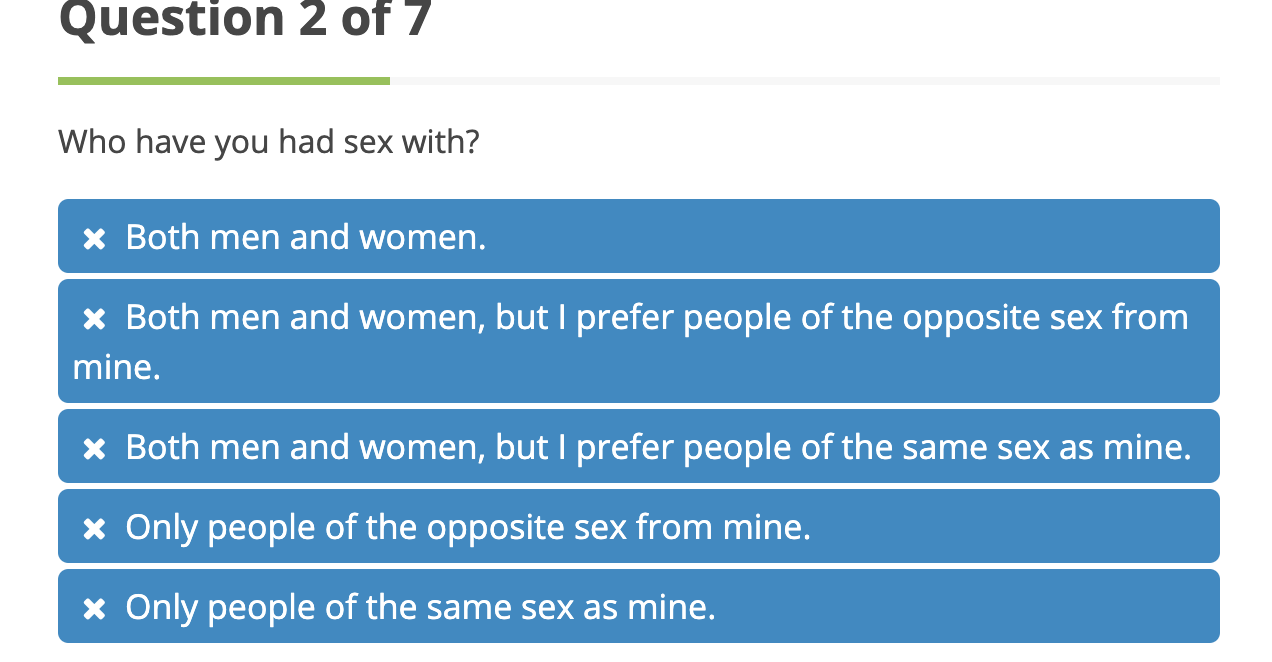 Question 2 of 7
Who have you had sex with?
Both men and women.
Both men and women, but I prefer people of the opposite sex from
mine.
Both men and women, but I prefer people of the same sex as mine.
Only people of the opposite sex from mine.
Only people of the same sex as mine.